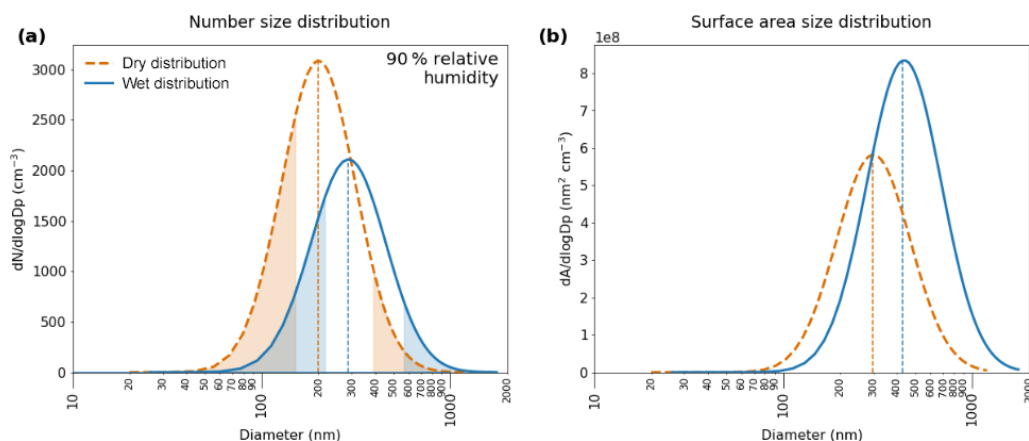 Number size distribution
(a)
Dry distribution
Wet distribution
90 % relative
humidity
dN/dlogDp (cm⁻³)
3000
2500
2000
1500
1000
500
0
10 20 30 40 50 60 70 80 90 100 200 300 400 500 600 700 800 900 1000 2000
Diameter (nm)
Surface area size distribution
(b)
1e8
dA/dlogDp (nm² cm⁻³)
8
7
6
5
4
3
2
1
0
10 20 30 40 50 60 70 80 90 100 200 300 400 500 600 700 800 900 1000 2000
Diameter (nm)